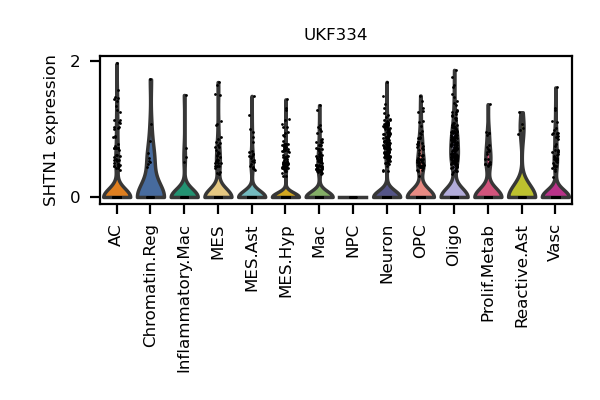 UKF334
SHTN1 expression
2
0
AC
Chromatin.Reg
Inflammatory.Mac
MES
MES.Ast
MES.Hyp
Mac
NPC
Neuron
OPC
Oligo
Prolif.Metab
Reactive.Ast
Vasc